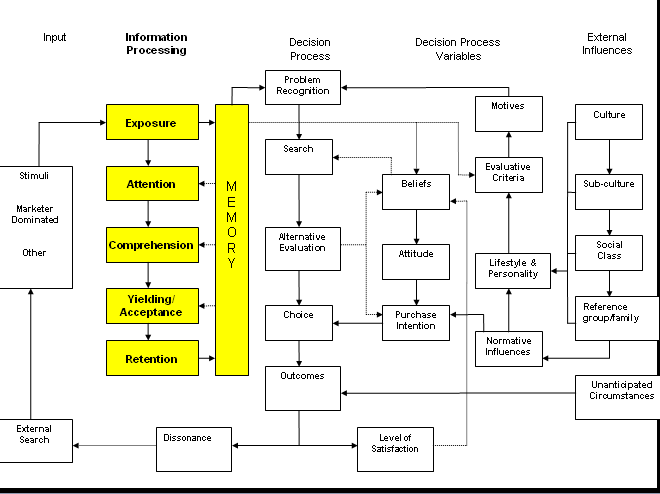 Input
Information
Processing
Decision
Process
Decision Process
Variables
External
Influences
Stimuli
Marketer
Dominated
Other
External
Search
Exposure
Attention
Comprehension
Yielding/
Acceptance
Retention
M
E
M
O
R
Y
Problem
Recognition
Search
Alternative
Evaluation
Choice
Outcomes
Dissonance
Level of
Satisfaction
Beliefs
Attitude
Purchase
Intention
Motives
Evaluative
Criteria
Lifestyle &
Personality
Normative
Influences
Culture
Sub-culture
Social
Class
Reference
group/family
Unanticipated
Circumstances